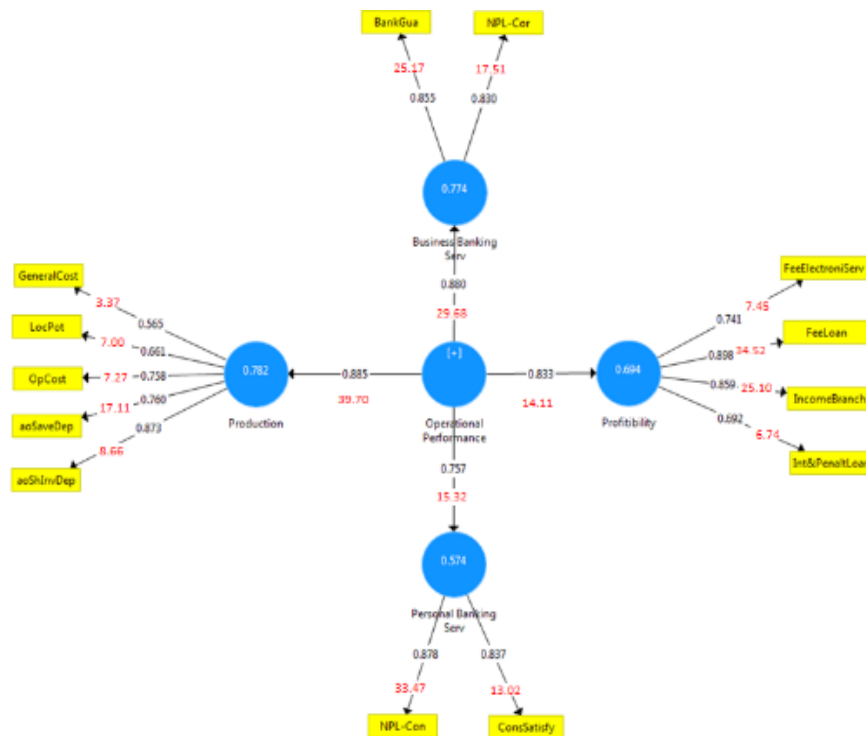 BankGua
NPL-Cor
25.17
17.51
0.855
0.830
0.774
Business Banking
Serv
GeneralCost
FeeElectroniServ
3.37
0.880
7.45
0.565
0.741
LocPot
29.68
FeeLoan
7.00
0.661
0.898
34.52
[+]
OpCost
7.27
0.758
0.782
0.885
0.833
0.694
0.859
25.10
IncomeBranch
17.11
0.760
39.70
14.11
0.692
aoSaveDep
Production
Operational
Performance
Profitibility
0.873
6.74
8.66
Int&PenaltLoan
aoShInvDep
0.757
15.32
0.574
Personal Banking
Serv
0.878
0.837
33.47
13.02
NPL-Con
ConsSatisfy